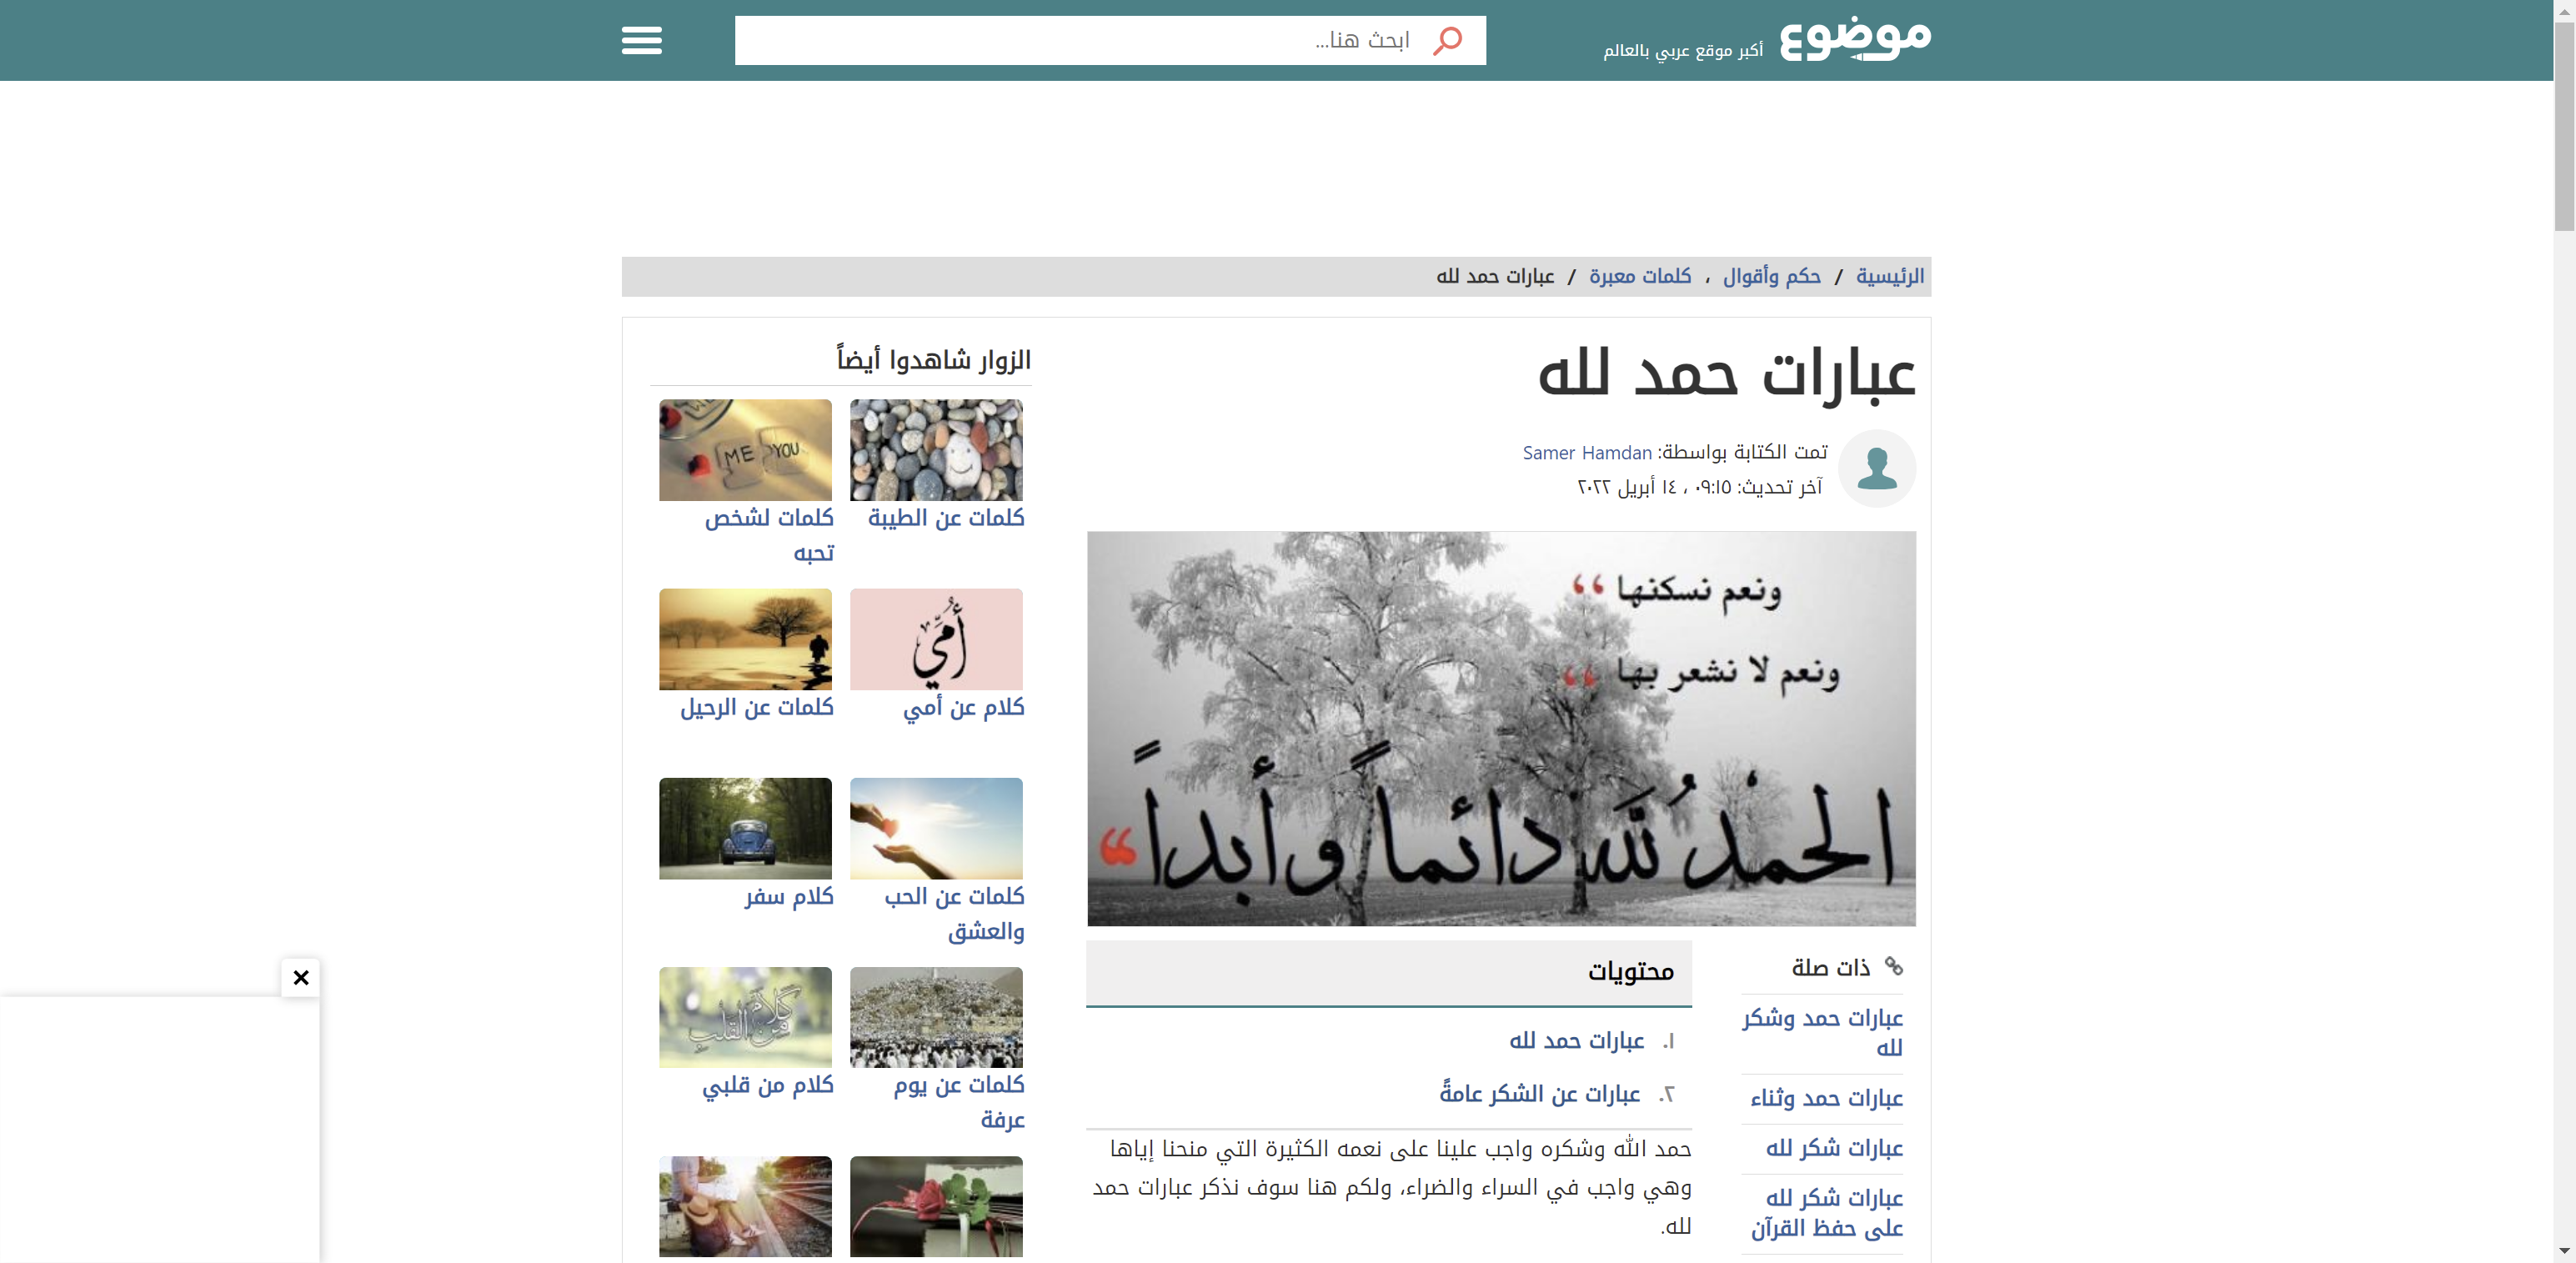 موضوع
أكبر موقع عربي بالعالم
ابحث هنا...
الرئيسية / حكم وأقوال ، كلمات معبرة / عبارات حمد لله
عبارات حمد لله
تمت الكتابة بواسطة: Samer Hamdan
آخر تحديث: ٠٩:١٥ ، ١٤ أبريل ٢٠٢٢
ونعم نسكنها
ونعم لا نشعر بها
الحمْدُ لله دائماً وأبداً
ذات صلة
عبارات حمد وشكر
لله
عبارات حمد وثناء
عبارات شكر لله
عبارات شكر لله
على حفظ القرآن
محتويات
١. عبارات حمد لله
٢. عبارات عن الشكر عامةً
حمد الله وشكره واجب علينا على نعمه الكثيرة التي منحنا إياها
وهي واجب في السراء والضراء، ولكم هنا سوف نذكر عبارات حمد
لله.
الزوار شاهدوا أيضاً
كلمات عن الطيبة
ME YOU
كلمات لشخص
تحبه
أُمِّي
كلام عن أمي
كلمات عن الرحيل
كلمات عن الحب
والعشق
كلام سفر
كلمات عن يوم
عرفة
كلام من القلب
كلام من قلبي